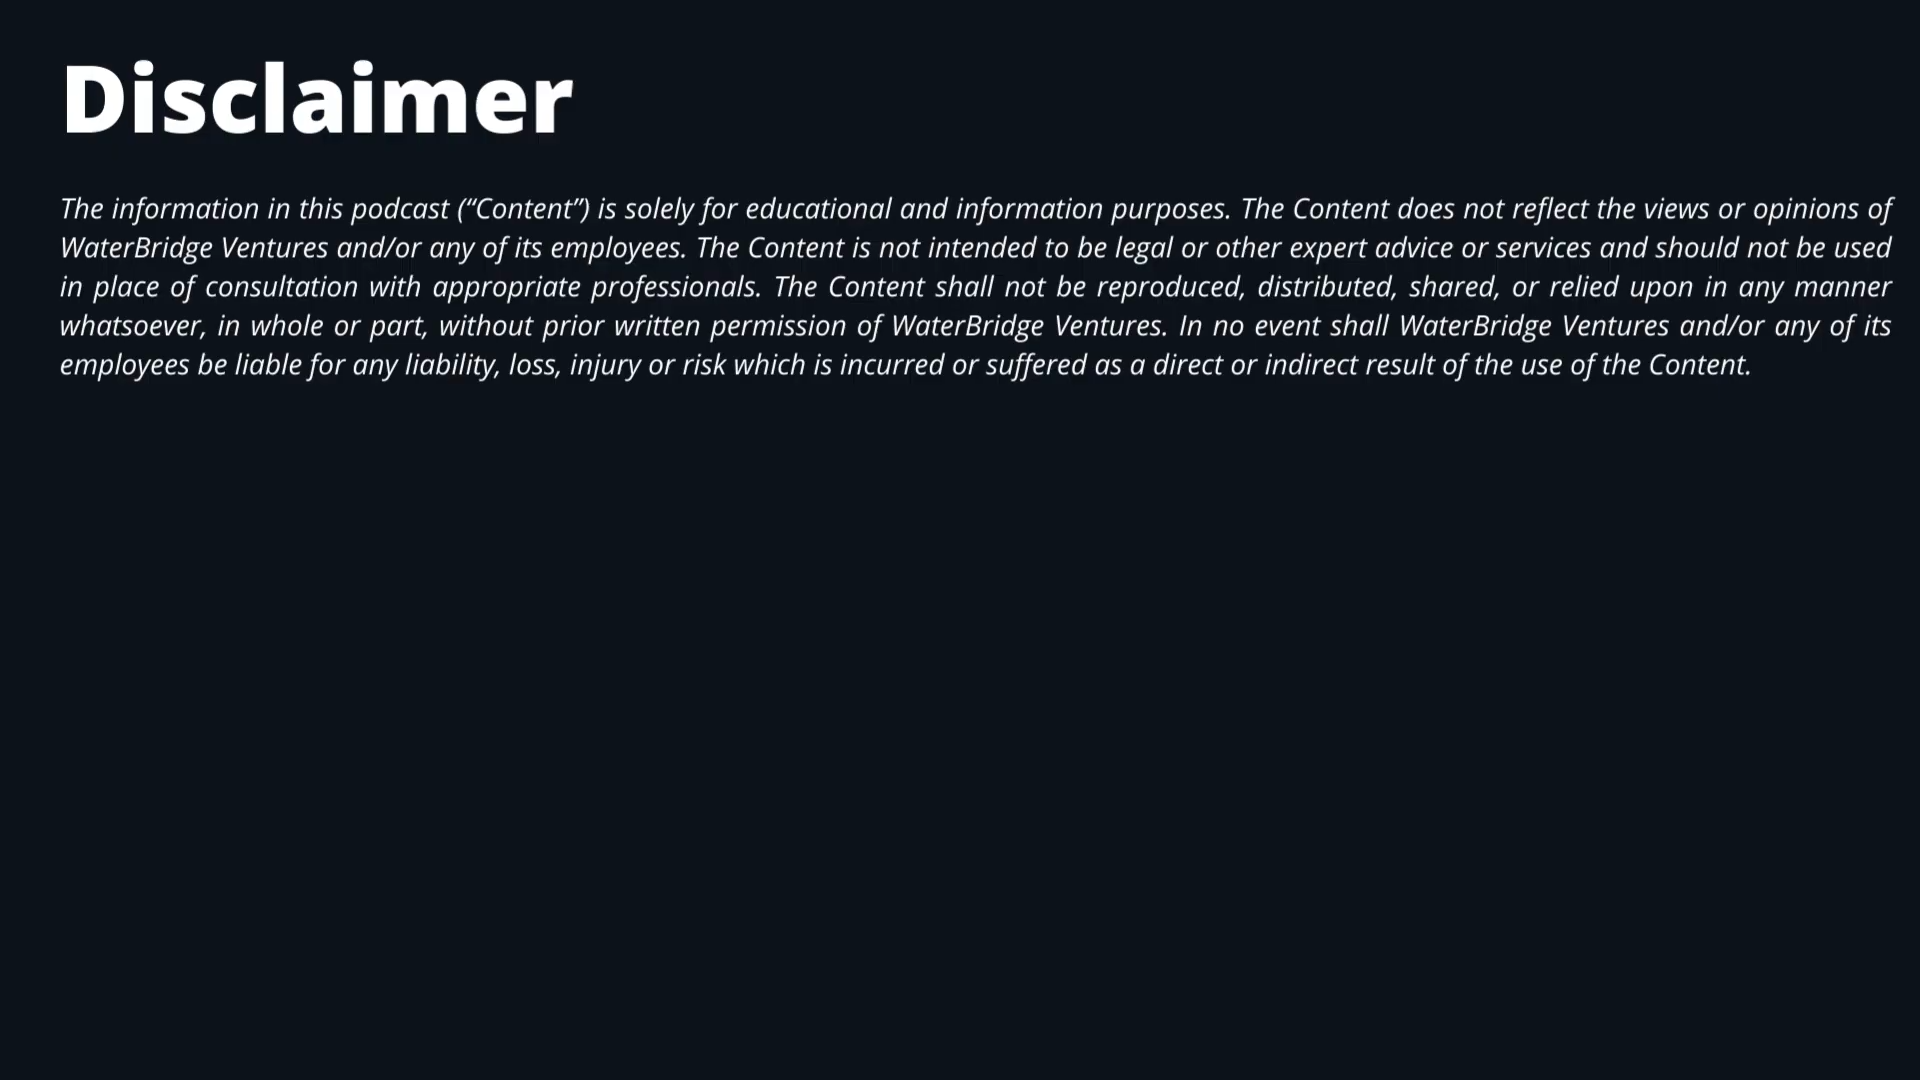 Disclaimer
The information in this podcast (“Content”) is solely for educational and information purposes. The Content does not reflect the views or opinions of
WaterBridge Ventures and/or any of its employees. The Content is not intended to be legal or other expert advice or services and should not be used
in place of consultation with appropriate professionals. The Content shall not be reproduced, distributed, shared, or relied upon in any manner
whatsoever, in whole or part, without prior written permission of WaterBridge Ventures. In no event shall WaterBridge Ventures and/or any of its
employees be liable for any liability, loss, injury or risk which is incurred or suffered as a direct or indirect result of the use of the Content.